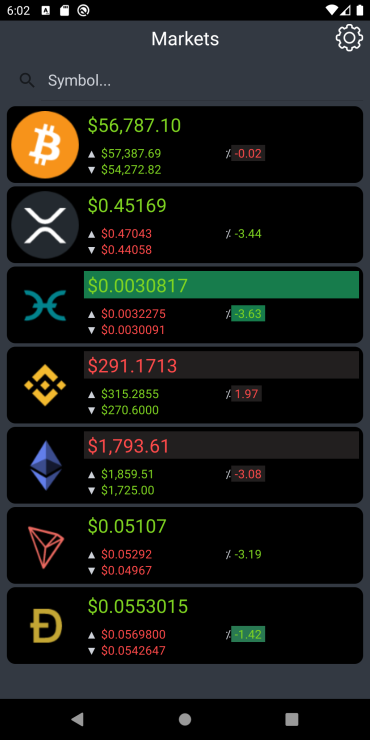 6:02
Markets
Symbol...
$56,787.10
▲ $57,387.69 ⁒ -0.02
▼ $54,272.82
$0.45169
▲ $0.47043 ⁒ -3.44
▼ $0.44058
$0.0030817
▲ $0.0032275 ⁒ -3.63
▼ $0.0030091
$291.1713
▲ $315.2855 ⁒ 1.97
▼ $270.6000
$1,793.61
▲ $1,859.51 ⁒ -3.08
▼ $1,725.00
$0.05107
▲ $0.05292 ⁒ -3.19
▼ $0.04967
$0.0553015
▲ $0.0569800 ⁒ -1.42
▼ $0.0542647